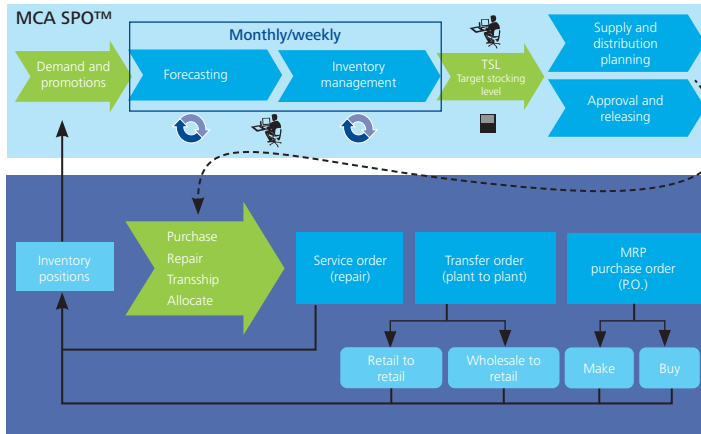 MCA SPO™
Monthly/weekly
Demand and
promotions
Forecasting
Inventory
management
TSL
Target stocking
level
Supply and
distribution
planning
Approval and
releasing
Inventory
positions
Purchase
Repair
Transship
Allocate
Service order
(repair)
Transfer order
(plant to plant)
MRP
purchase order
(P.O.)
Retail to
retail
Wholesale to
retail
Make
Buy